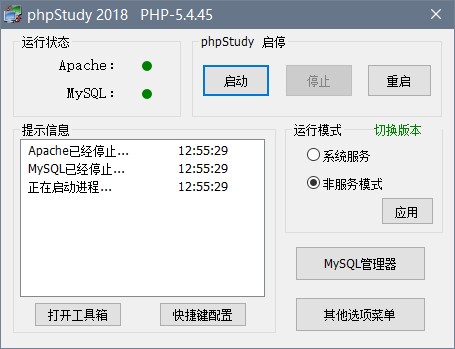 phpStudy 2018 PHP-5.4.45
运行状态
Apache：
MySQL：
phpStudy 启停
启动 停止 重启
提示信息
Apache已经停止... 12:55:29
MySQL已经停止... 12:55:29
正在启动进程... 12:55:29
打开工具箱 快捷键配置
运行模式 切换版本
系统服务
非服务模式
应用
MySQL管理器
其他选项菜单